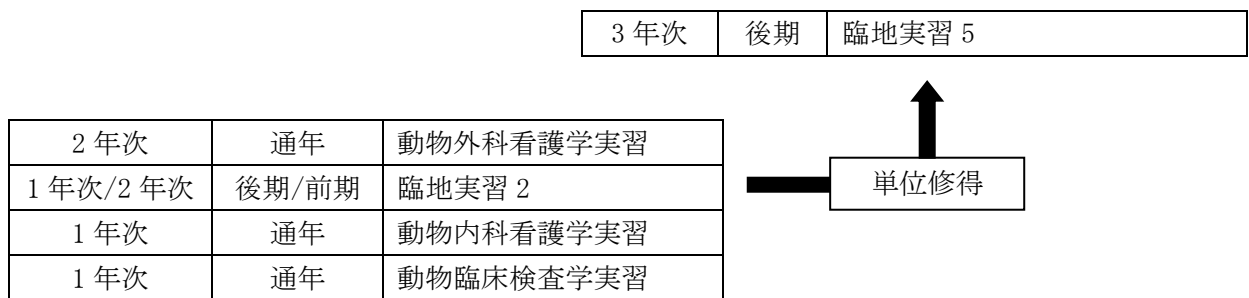 3年次 後期 臨地実習5
2年次 通年 動物外科看護学実習
1年次/2年次 後期/前期 臨地実習2
単位修得
1年次 通年 動物内科看護学実習
1年次 通年 動物臨床検査学実習